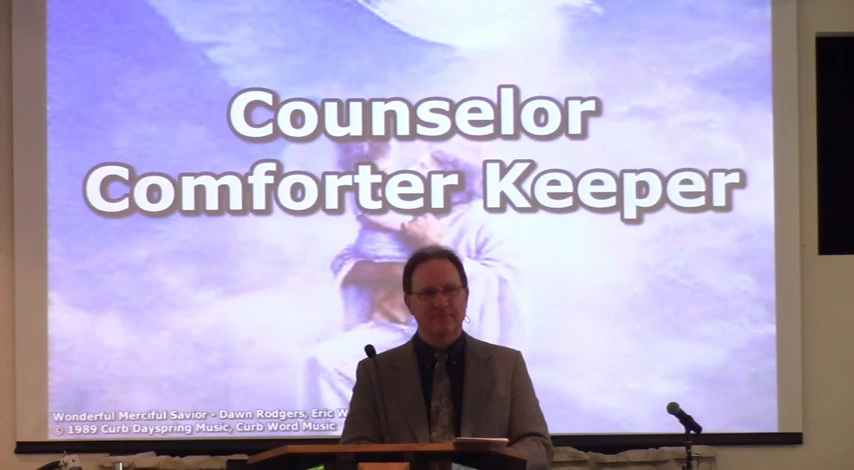 Counselor
Comforter Keeper
Wonderful Merciful Savior - Dawn Rodgers, Eric
© 1989 Curb Dayspring Music, Curb Word Music